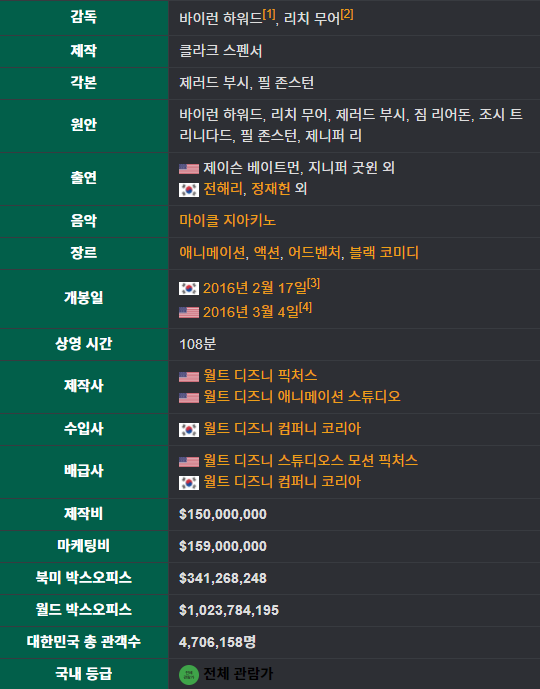 감독 바이런 하워드[1], 리치 무어[2]
제작 클라크 스펜서
각본 제러드 부시, 필 존스턴
원안 바이런 하워드, 리치 무어, 제러드 부시, 짐 리어돈, 조시 트
리니다드, 필 존스턴, 제니퍼 리
출연 제이슨 베이트먼, 지니퍼 굿윈 외
전해리, 정재헌 외
음악 마이클 지아키노
장르 애니메이션, 액션, 어드벤처, 블랙 코미디
개봉일 2016년 2월 17일[3]
2016년 3월 4일[4]
상영 시간 108분
제작사 월트 디즈니 픽처스
월트 디즈니 애니메이션 스튜디오
수입사 월트 디즈니 컴퍼니 코리아
배급사 월트 디즈니 스튜디오스 모션 픽처스
월트 디즈니 컴퍼니 코리아
제작비 $150,000,000
마케팅비 $159,000,000
북미 박스오피스 $341,268,248
월드 박스오피스 $1,023,784,195
대한민국 총 관객수 4,706,158명
국내 등급 전체 관람가